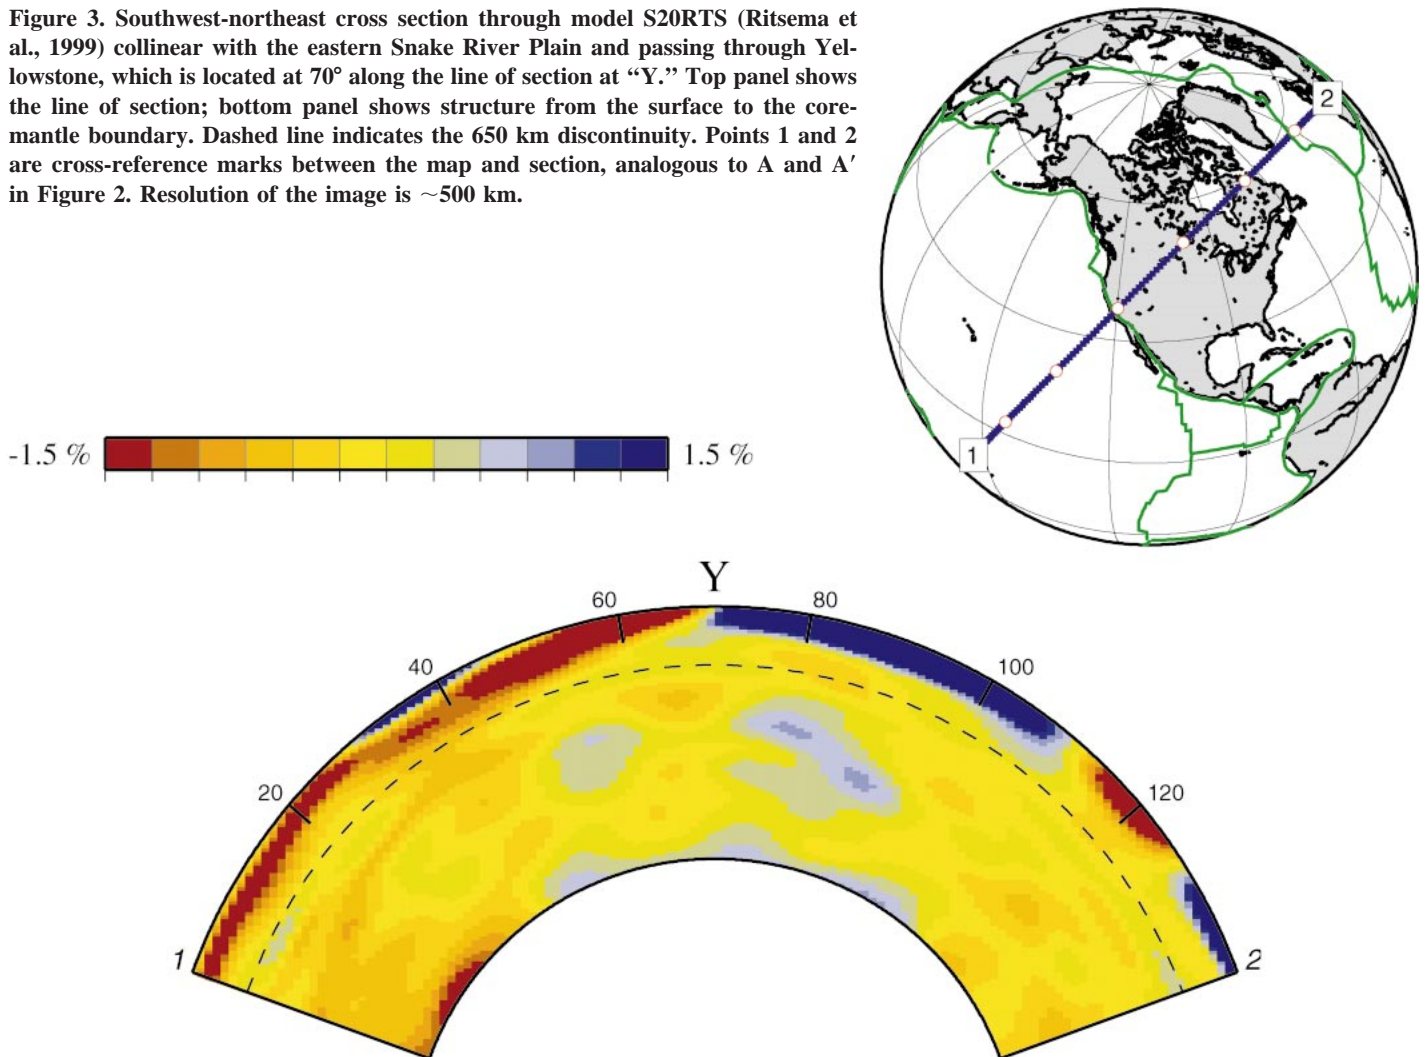 Figure 3. Southwest-northeast cross section through model S20RTS (Ritsema et
al., 1999) collinear with the eastern Snake River Plain and passing through Yel-
lowstone, which is located at 70° along the line of section at “Y.” Top panel shows
the line of section; bottom panel shows structure from the surface to the core-
mantle boundary. Dashed line indicates the 650 km discontinuity. Points 1 and 2
are cross-reference marks between the map and section, analogous to A and A′
in Figure 2. Resolution of the image is ~500 km.
2
1
-1.5 %
1.5 %
Y
60
80
40
100
20
120
1
2